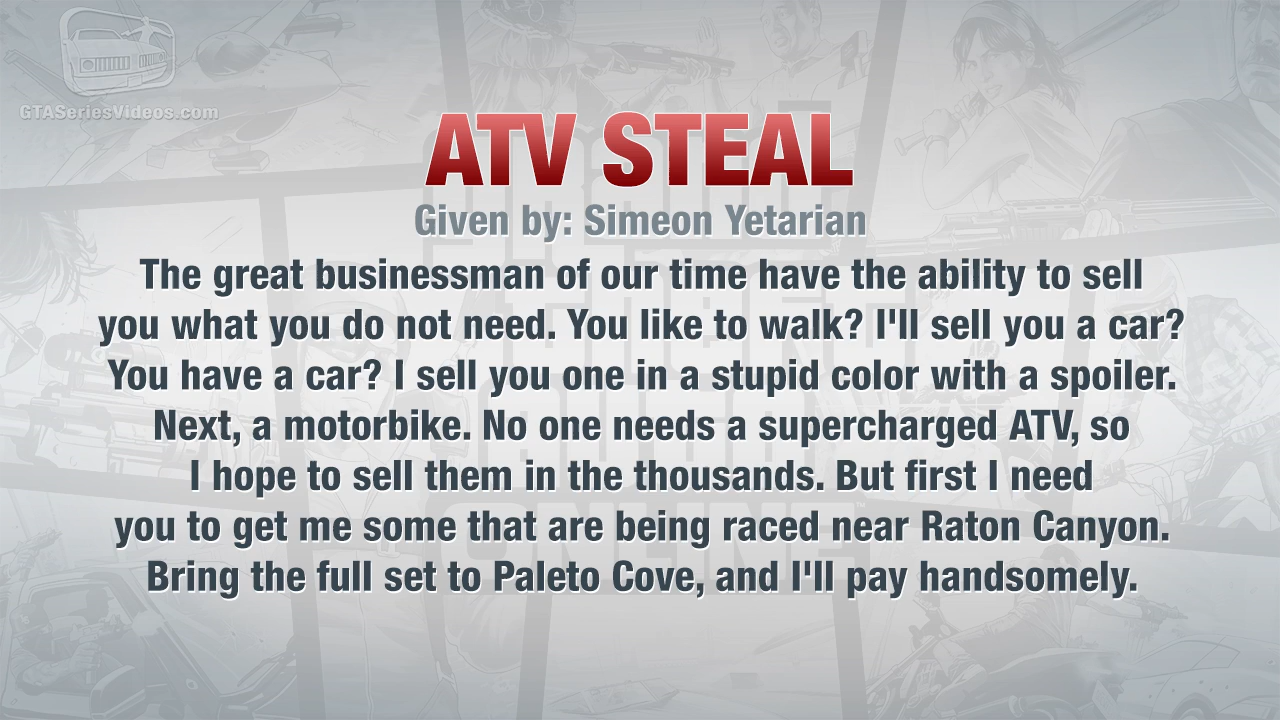 GTASeriesVideos.com
ATV STEAL
Given by: Simeon Yetarian
The great businessman of our time have the ability to sell
you what you do not need. You like to walk? I'll sell you a car?
You have a car? I sell you one in a stupid color with a spoiler.
Next, a motorbike. No one needs a supercharged ATV, so
I hope to sell them in the thousands. But first I need
you to get me some that are being raced near Raton Canyon.
Bring the full set to Paleto Cove, and I'll pay handsomely.